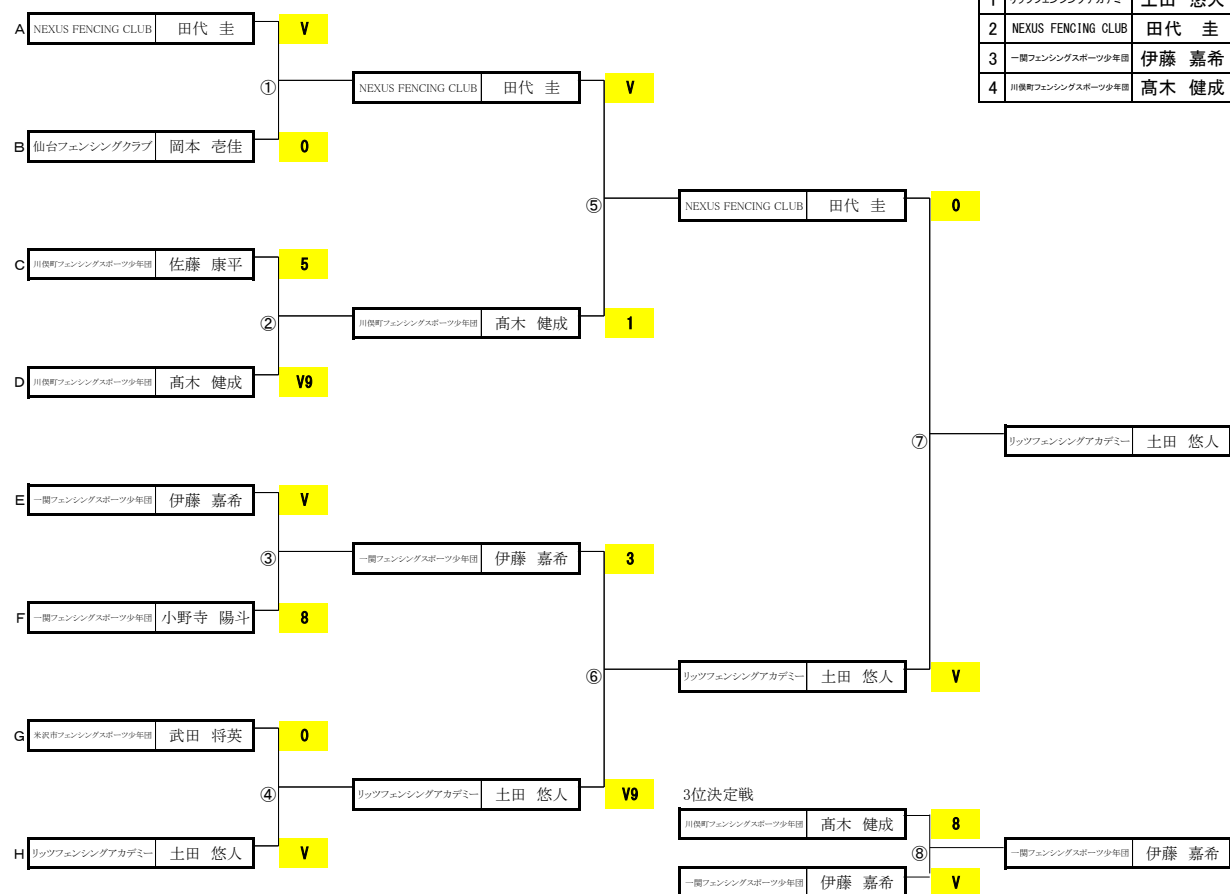 1 リッツフェンシングアカデミー 土田 悠人
2 NEXUS FENCING CLUB 田代 圭
3 一関フェンシングスポーツ少年団 伊藤 嘉希
4 川俣町フェンシングスポーツ少年団 髙木 健成
A NEXUS FENCING CLUB 田代 圭 V
①
NEXUS FENCING CLUB 田代 圭 V
B 仙台フェンシングクラブ 岡本 壱佳 0
⑤
NEXUS FENCING CLUB 田代 圭 0
C 川俣町フェンシングスポーツ少年団 佐藤 康平 5
②
川俣町フェンシングスポーツ少年団 髙木 健成 1
D 川俣町フェンシングスポーツ少年団 髙木 健成 V9
⑦
リッツフェンシングアカデミー 土田 悠人
E 一関フェンシングスポーツ少年団 伊藤 嘉希 V
③
一関フェンシングスポーツ少年団 伊藤 嘉希 3
F 一関フェンシングスポーツ少年団 小野寺 陽斗 8
⑥
リッツフェンシングアカデミー 土田 悠人 V
G 米沢市フェンシングスポーツ少年団 武田 将英 0
④
リッツフェンシングアカデミー 土田 悠人 V9
H リッツフェンシングアカデミー 土田 悠人 V
3位決定戦
川俣町フェンシングスポーツ少年団 髙木 健成 8
⑧
一関フェンシングスポーツ少年団 伊藤 嘉希
一関フェンシングスポーツ少年団 伊藤 嘉希 V